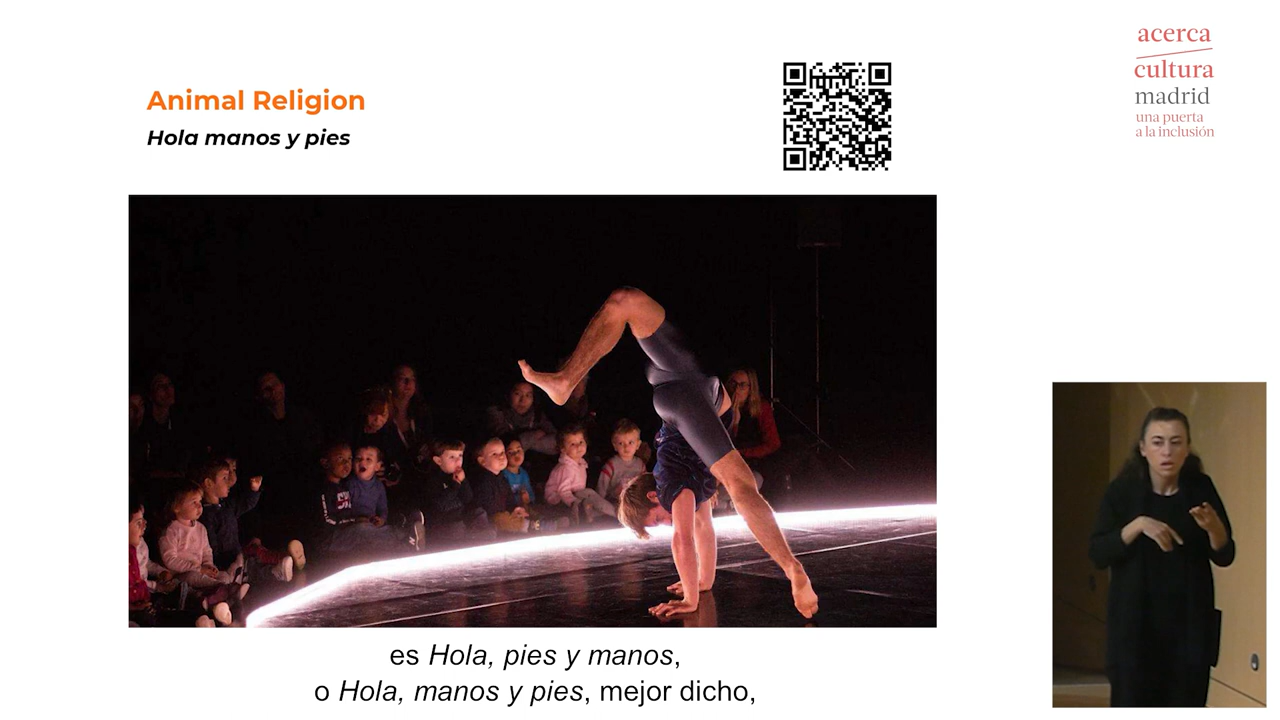 Animal Religion
Hola manos y pies
acerca
cultura
madrid
una puerta
a la inclusión
es Hola, pies y manos,
o Hola, manos y pies, mejor dicho,